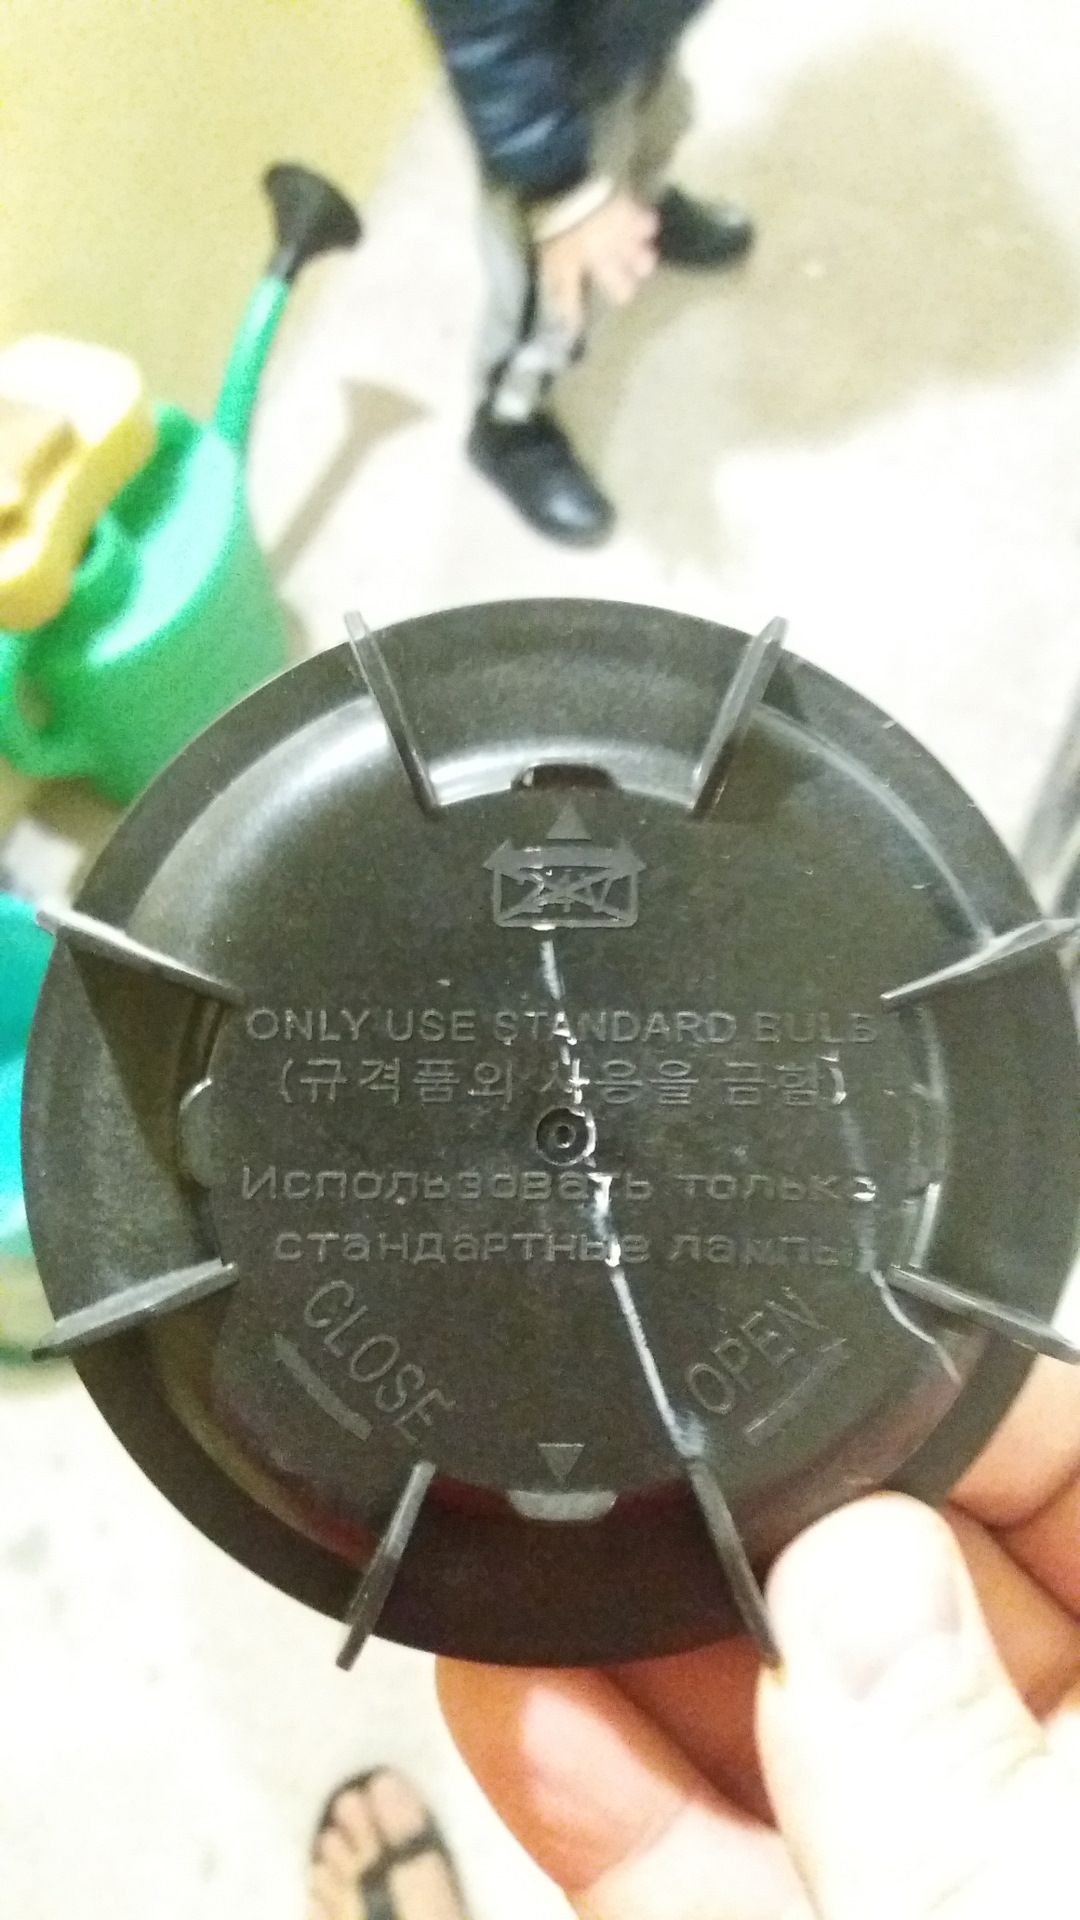 24V
ONLY USE STANDARD BULB
(규격품외 사용을 금함)
Использовать только
стандартные лампы
CLOSE
OPEN